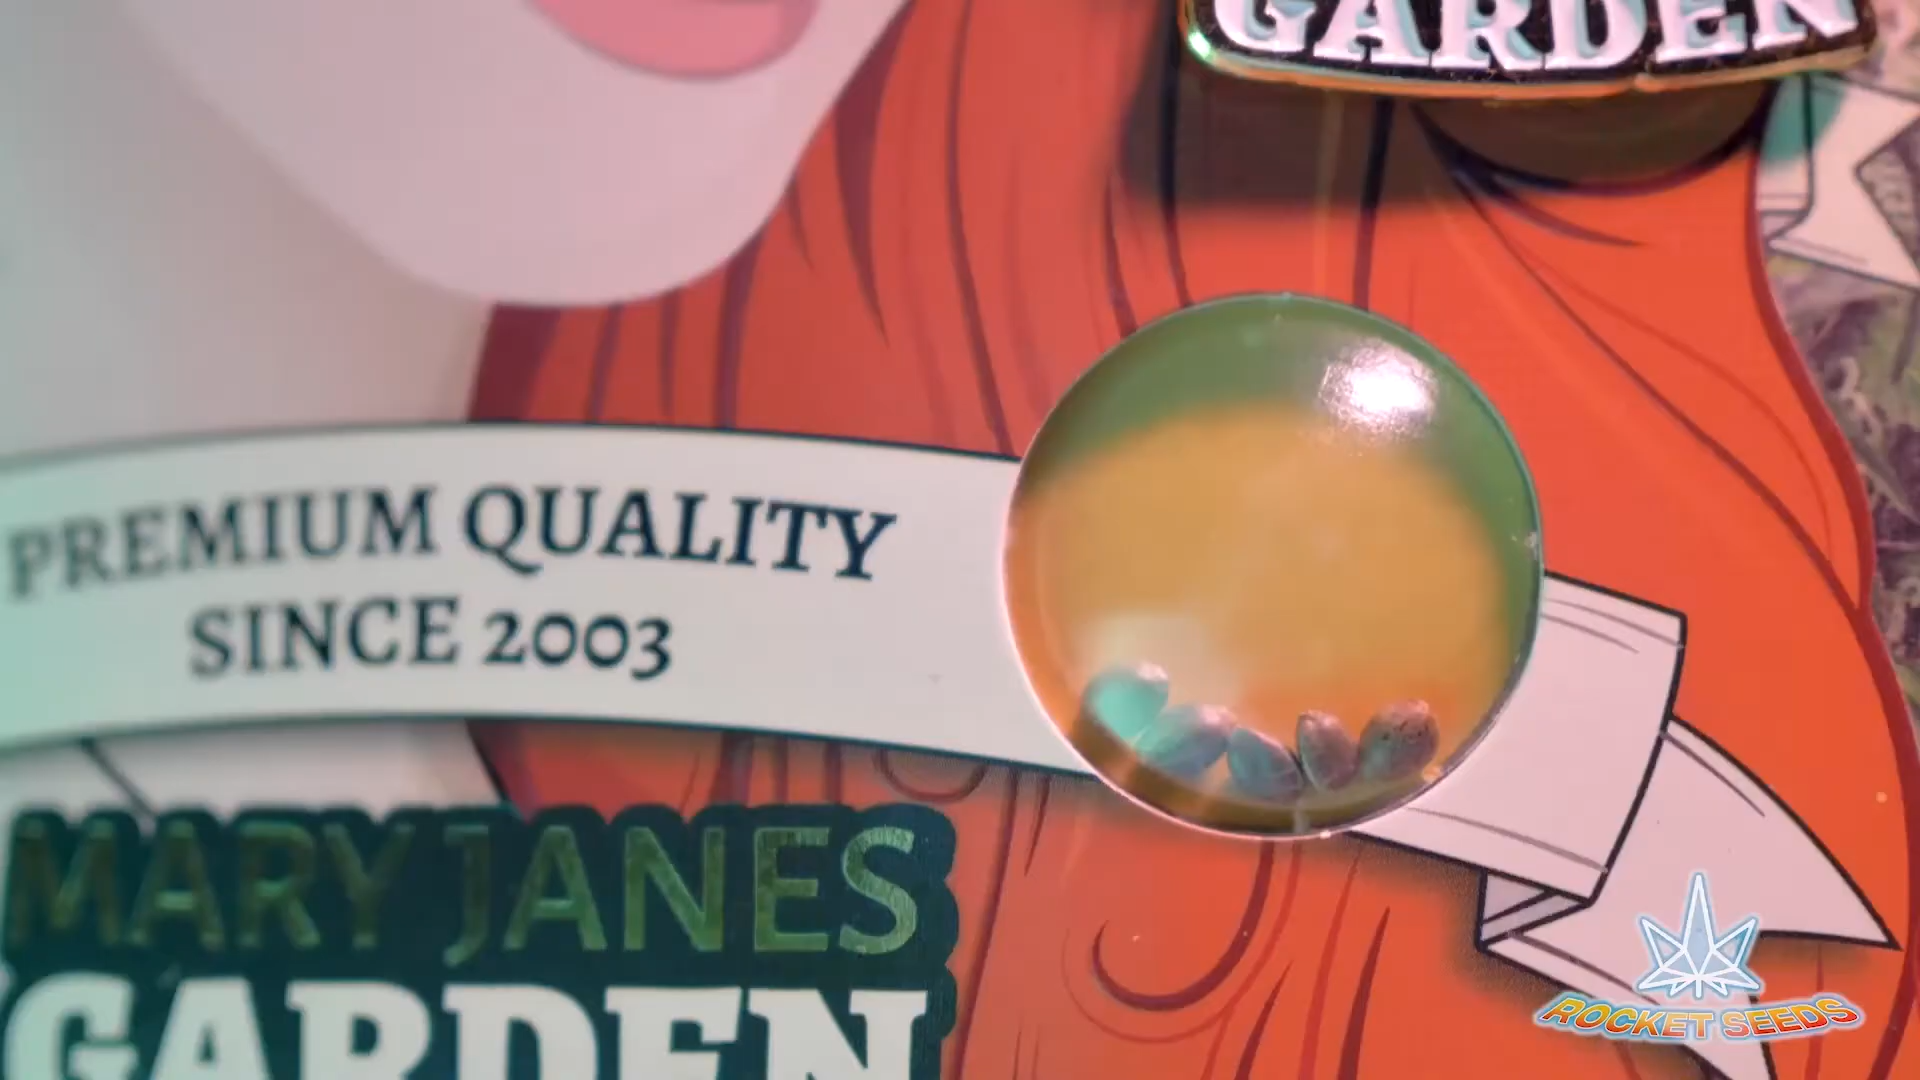 GARDEN
PREMIUM QUALITY
SINCE 2003
MARY JANES
GARDEN
ROCKET SEEDS